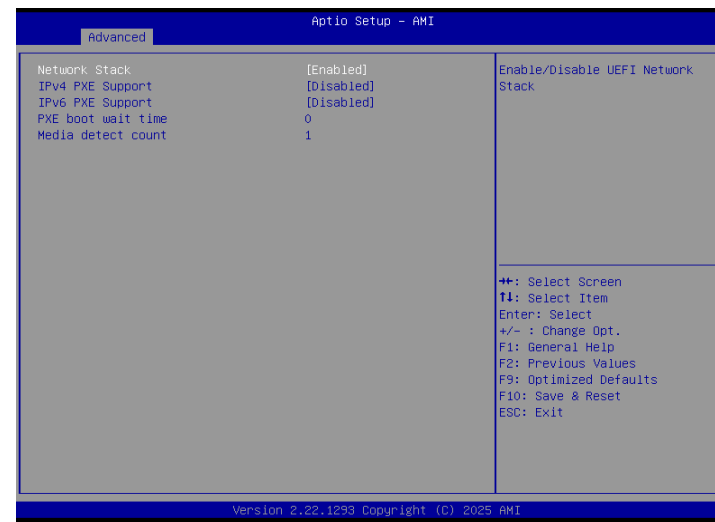 Aptio Setup – AMI
Advanced
Network Stack [Enabled]
IPv4 PXE Support [Disabled]
IPv6 PXE Support [Disabled]
PXE boot wait time 0
Media detect count 1
Enable/Disable UEFI Network
Stack
→←: Select Screen
↑↓: Select Item
Enter: Select
+/- : Change Opt.
F1: General Help
F2: Previous Values
F9: Optimized Defaults
F10: Save & Reset
ESC: Exit
Version 2.22.1293 Copyright (C) 2025 AMI